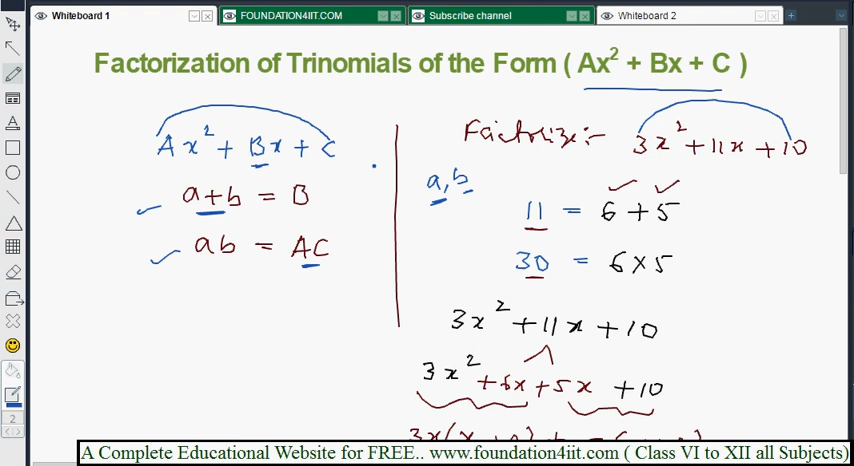 Whiteboard 1
FOUNDATION4IIT.COM
Subscribe channel
Whiteboard 2
Factorization of Trinomials of the Form ( Ax² + Bx + C )
Ax² + Bx + C
a+b = B
ab = AC
Factorize:- 3x² + 11x + 10
a, b
11 = 6 + 5
30 = 6 × 5
3x² + 11x + 10
3x² + 6x + 5x + 10
2
A Complete Educational Website for FREE.. www.foundation4iit.com ( Class VI to XII all Subjects)